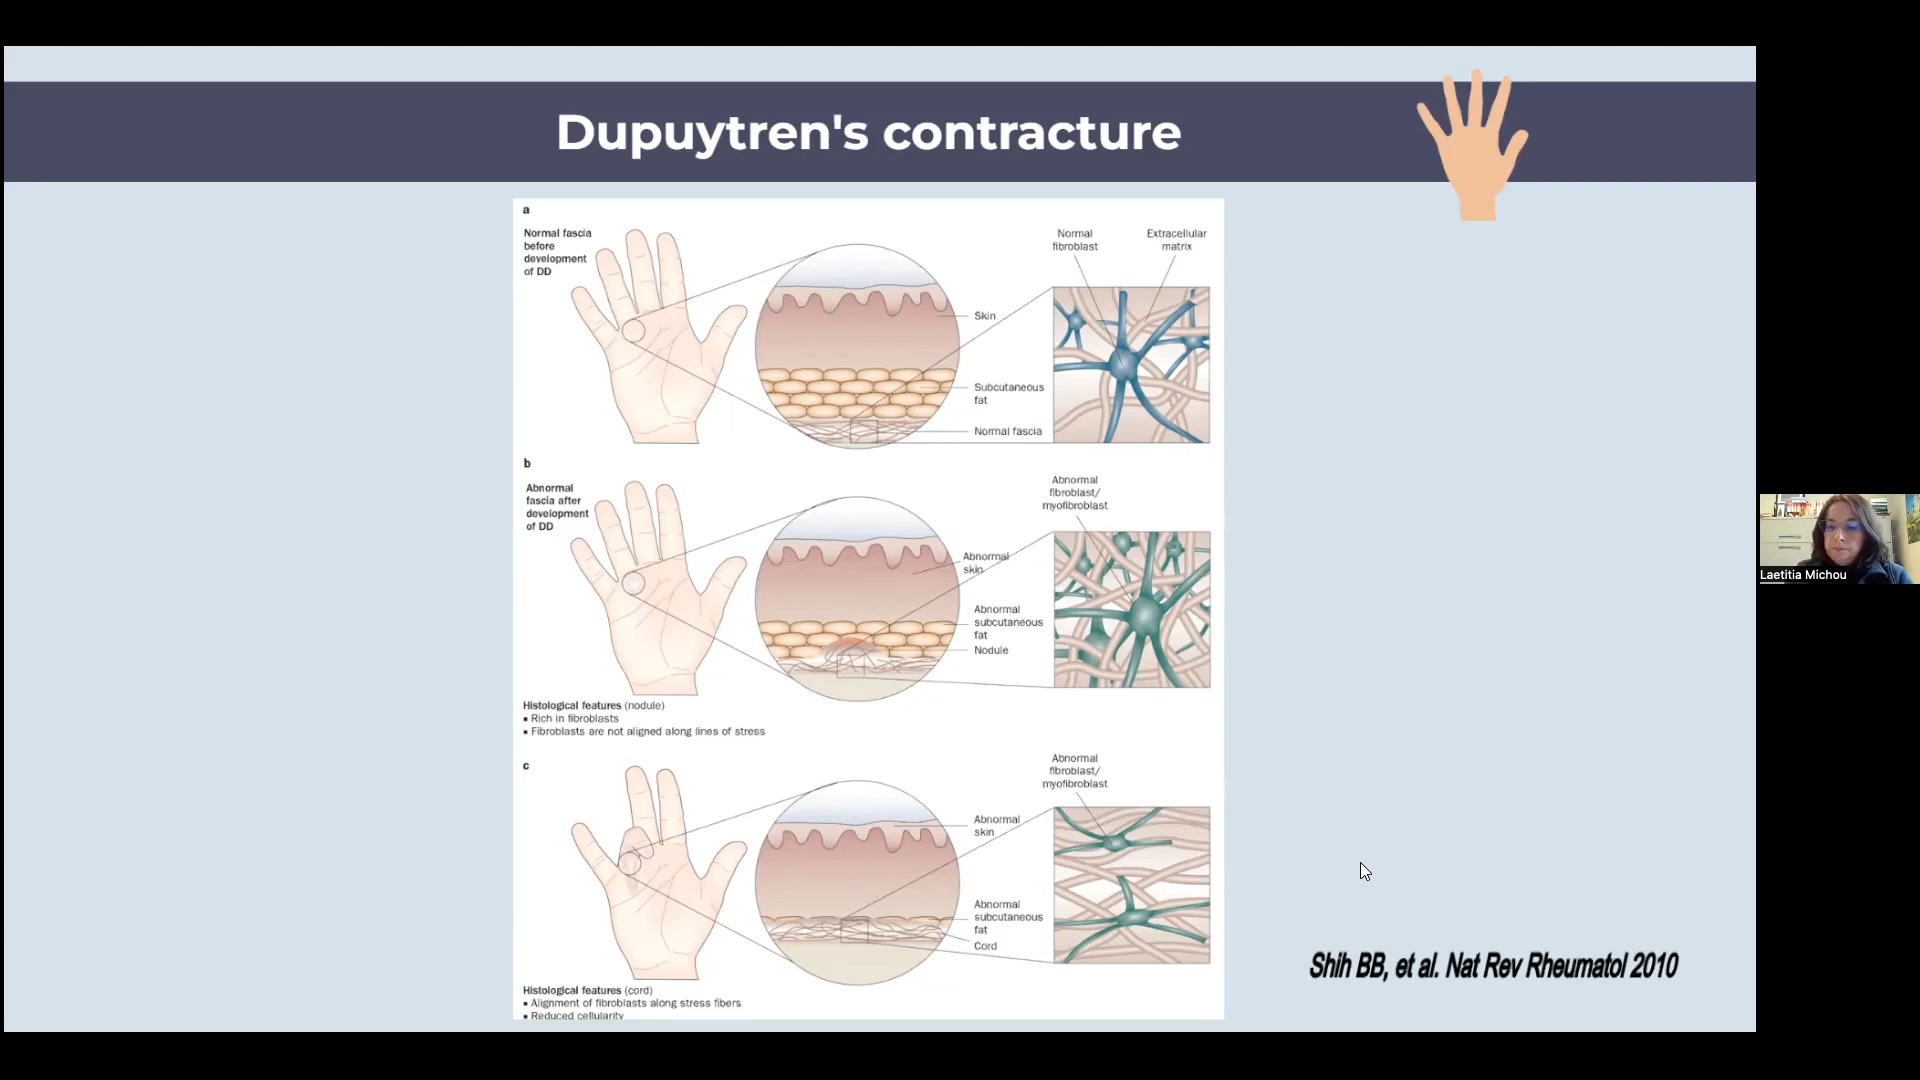 Dupuytren's contracture
a
Normal fascia
before
development
of DD
Normal
fibroblast
Extracellular
matrix
Skin
Subcutaneous
fat
Normal fascia
b
Abnormal
fascia after
development
of DD
Abnormal
fibroblast/
myofibroblast
Abnormal
skin
Abnormal
subcutaneous
fat
Nodule
Histological features (nodule)
▪ Rich in fibroblasts
▪ Fibroblasts are not aligned along lines of stress
c
Abnormal
fibroblast/
myofibroblast
Abnormal
skin
Abnormal
subcutaneous
fat
Cord
Histological features (cord)
▪ Alignment of fibroblasts along stress fibers
▪ Reduced cellularity
Shih BB, et al. Nat Rev Rheumatol 2010
Laetitia Michou